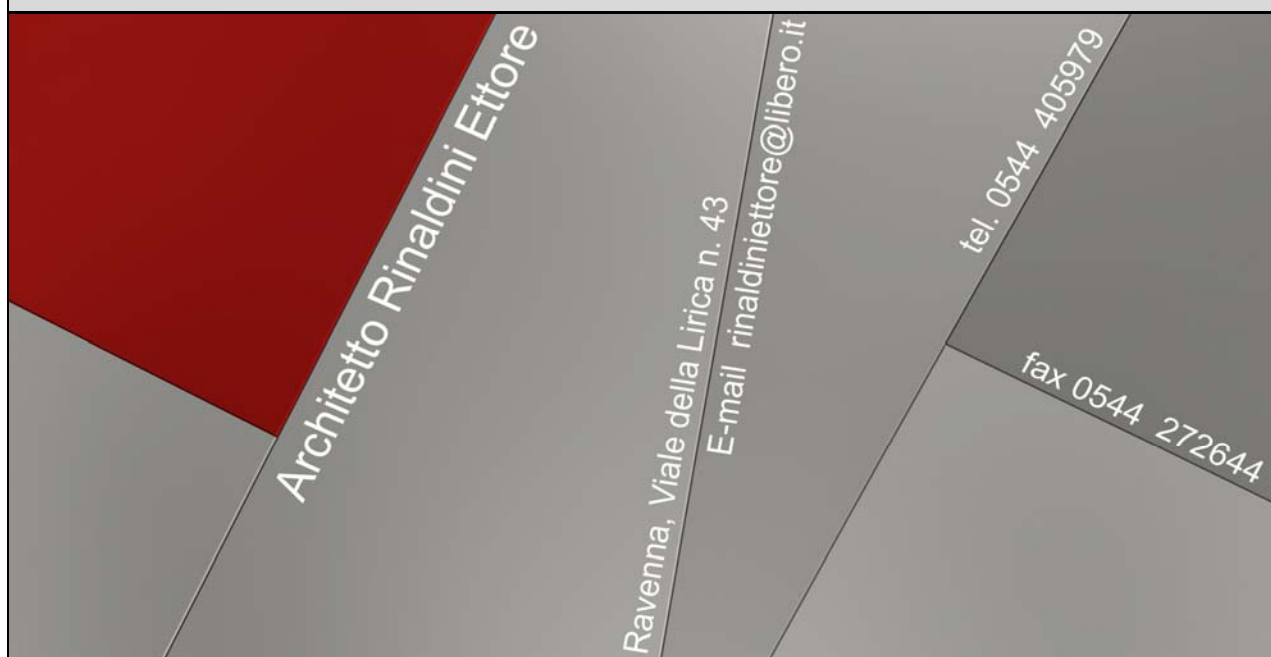 Architetto Rinaldini Ettore
Ravenna, Viale della Lirica n. 43
E-mail rinaldiniettore@libero.it
tel. 0544 405979
fax 0544 272644